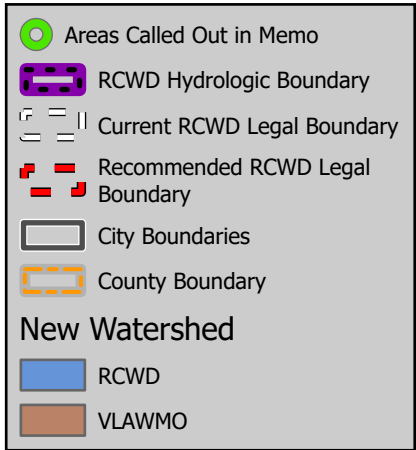 Areas Called Out in Memo
RCWD Hydrologic Boundary
Current RCWD Legal Boundary
Recommended RCWD Legal
Boundary
City Boundaries
County Boundary
New Watershed
RCWD
VLAWMO